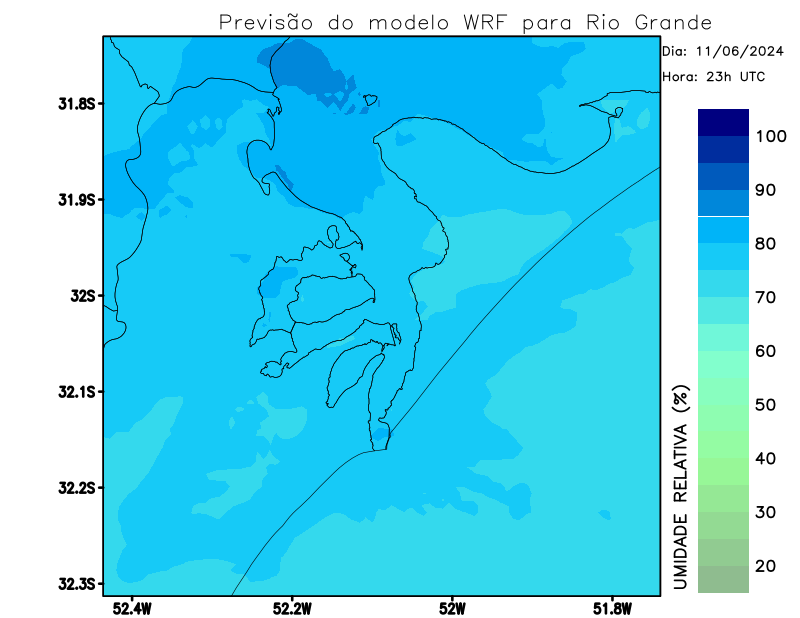 Previsão do modelo WRF para Rio Grande
Dia: 11/06/2024
Hora: 23h UTC
31.8S
31.9S
32S
32.1S
32.2S
32.3S
52.4W
52.2W
52W
51.8W
UMIDADE RELATIVA (%)
100
90
80
70
60
50
40
30
20